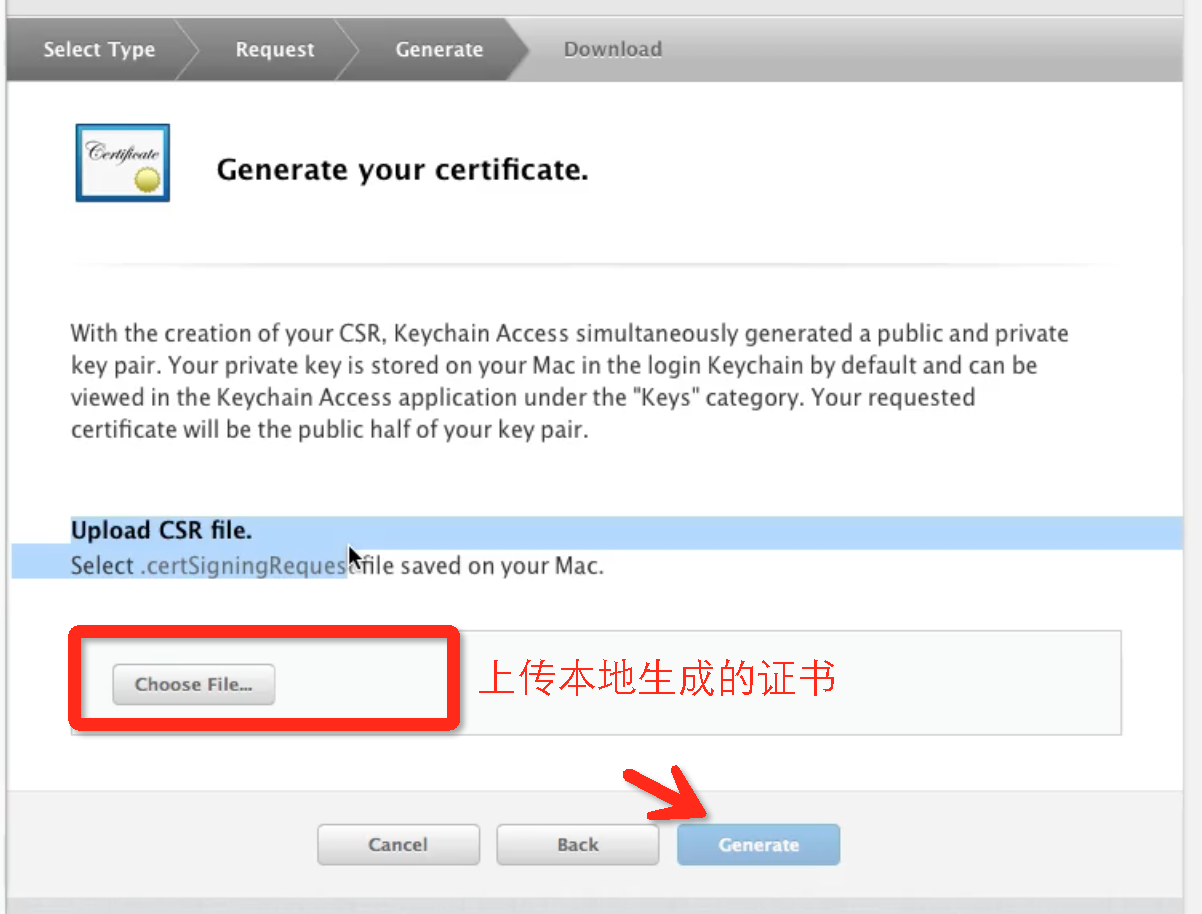 Select Type
Request
Generate
Download
Certificate
Generate your certificate.
With the creation of your CSR, Keychain Access simultaneously generated a public and private
key pair. Your private key is stored on your Mac in the login Keychain by default and can be
viewed in the Keychain Access application under the "Keys" category. Your requested
certificate will be the public half of your key pair.
Upload CSR file.
Select .certSigningRequest file saved on your Mac.
Choose File...
上传本地生成的证书
Cancel
Back
Generate